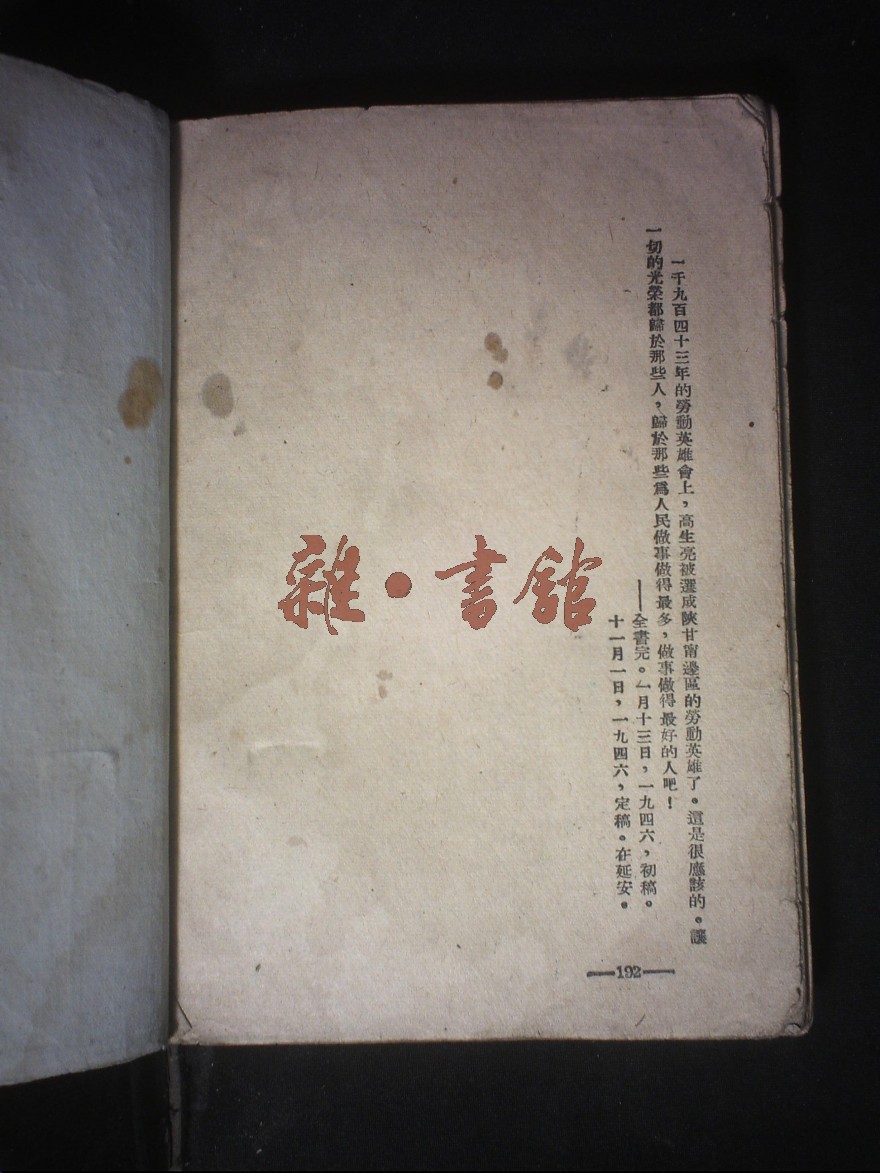 一千九百四十三年的勞動英雄會上，高生亮被選成陝甘甯邊區的勞動英雄了。這是很應該的。讓
一切的光榮都歸於那些人，歸於那些爲人民做事做得最多，做事做得最好的人吧！
——全書完。一月十三日，一九四六，初稿。
十一月一日，一九四六，定稿。在延安。
—192—
雜·書館